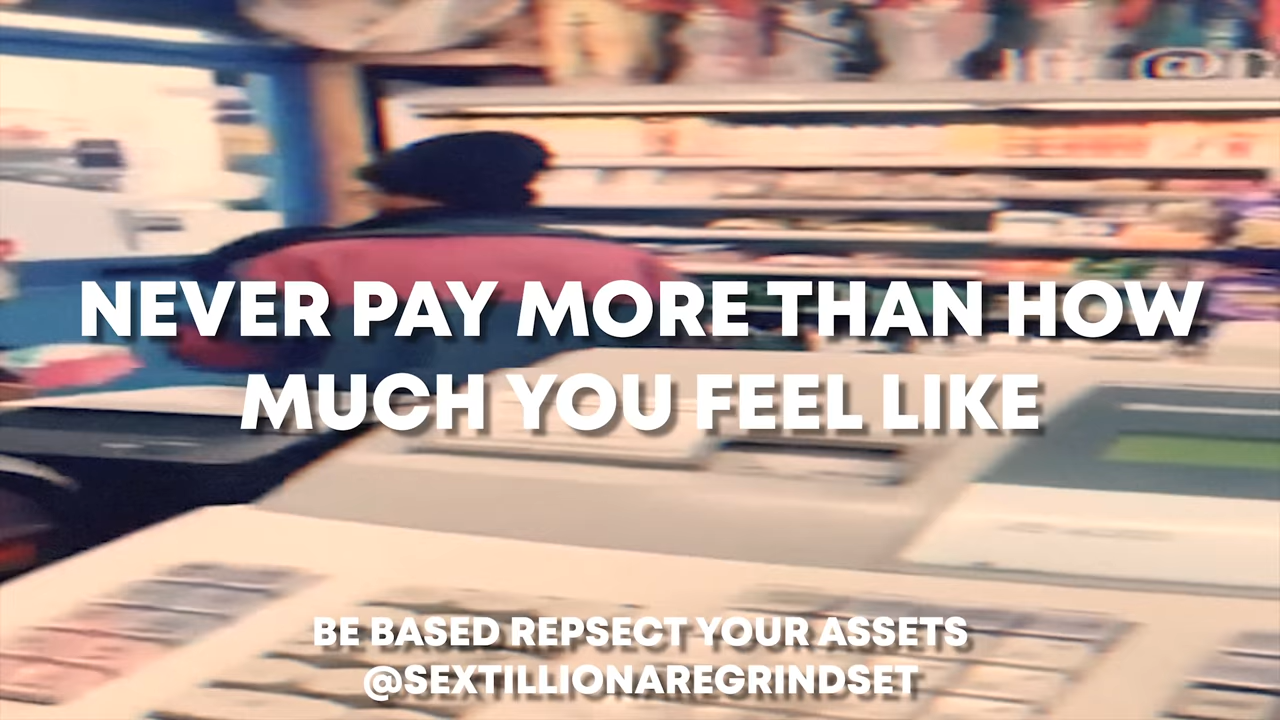 NEVER PAY MORE THAN HOW
MUCH YOU FEEL LIKE
BE BASED REPSECT YOUR ASSETS
@SEXTILLIONAREGRINDSET